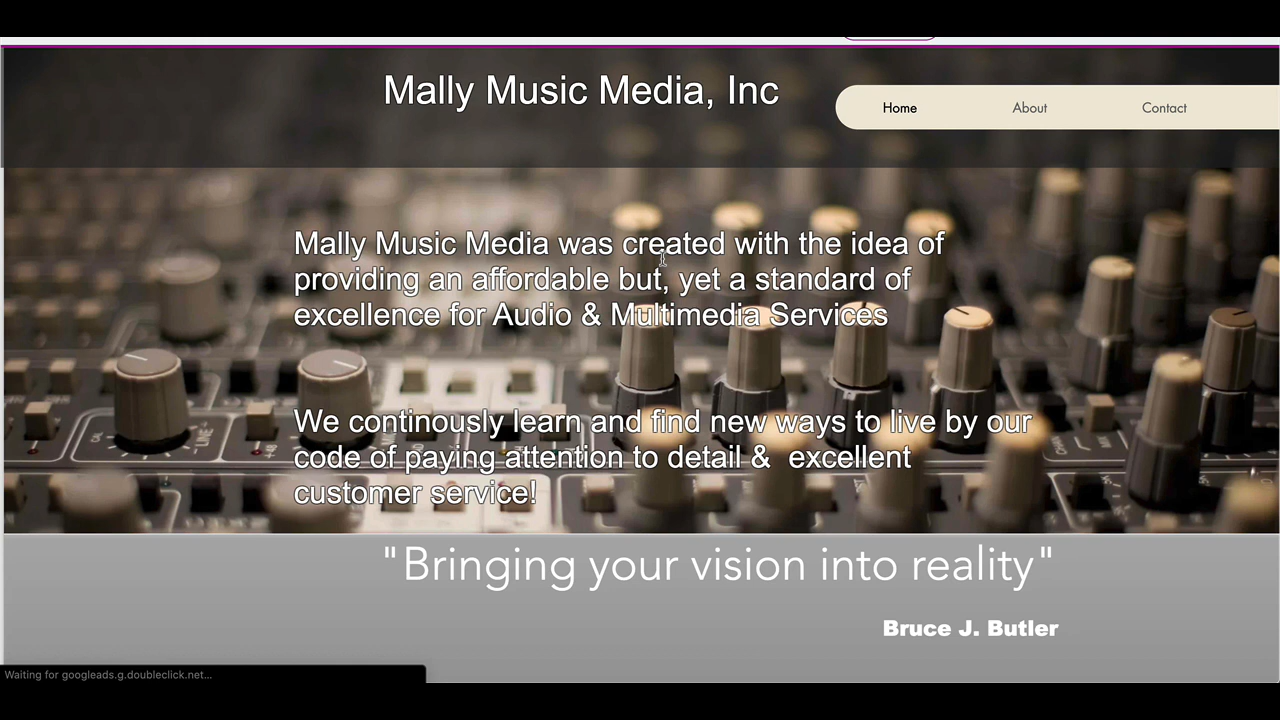 Mally Music Media, Inc
Home About Contact
Mally Music Media was created with the idea of
providing an affordable but, yet a standard of
excellence for Audio & Multimedia Services
We continously learn and find new ways to live by our
code of paying attention to detail &  excellent
customer service!
"Bringing your vision into reality"
Bruce J. Butler
Waiting for googleads.g.doubleclick.net...